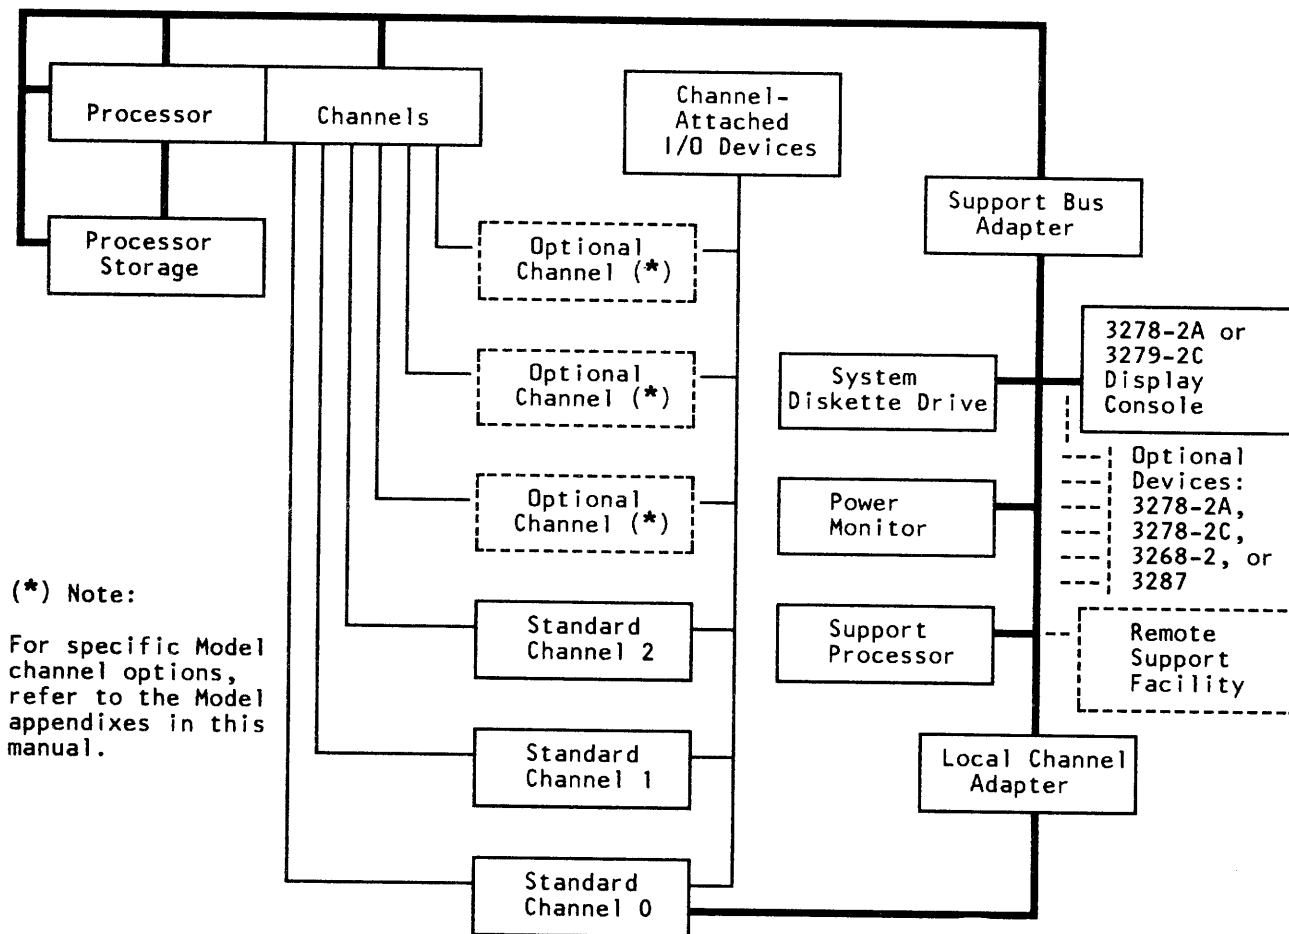 Processor
Channels
Channel-
Attached
I/O Devices
Support Bus
Adapter
Processor
Storage
Optional
Channel (*)
3278-2A or
3279-2C
Display
Console
System
Diskette Drive
Optional
Channel (*)
Optional
Devices:
3278-2A,
3278-2C,
3268-2, or
3287
Optional
Channel (*)
Power
Monitor
(*) Note:
For specific Model
channel options,
refer to the Model
appendixes in this
manual.
Standard
Channel 2
Support
Processor
Remote
Support
Facility
Standard
Channel 1
Local Channel
Adapter
Standard
Channel 0